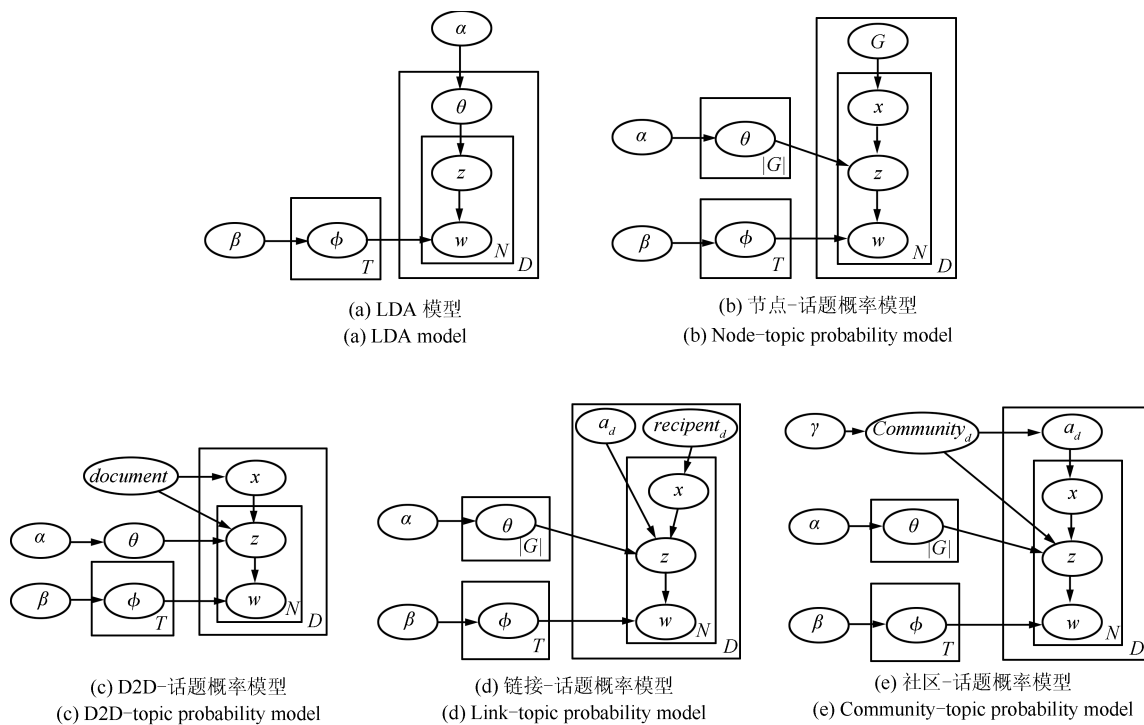 α
θ
z
β
ϕ
w
T
N
D
(a) LDA 模型
(a) LDA model
G
x
α
θ
|G|
z
β
ϕ
w
T
N
D
(b) 节点-话题概率模型
(b) Node-topic probability model
document
x
α
θ
z
β
ϕ
w
T
N
D
(c) D2D-话题概率模型
(c) D2D-topic probability model
a_d
recipent_d
x
α
θ
|G|
z
β
ϕ
w
T
N
D
(d) 链接-话题概率模型
(d) Link-topic probability model
γ
Community_d
a_d
x
α
θ
|G|
z
β
ϕ
w
T
N
D
(e) 社区-话题概率模型
(e) Community-topic probability model